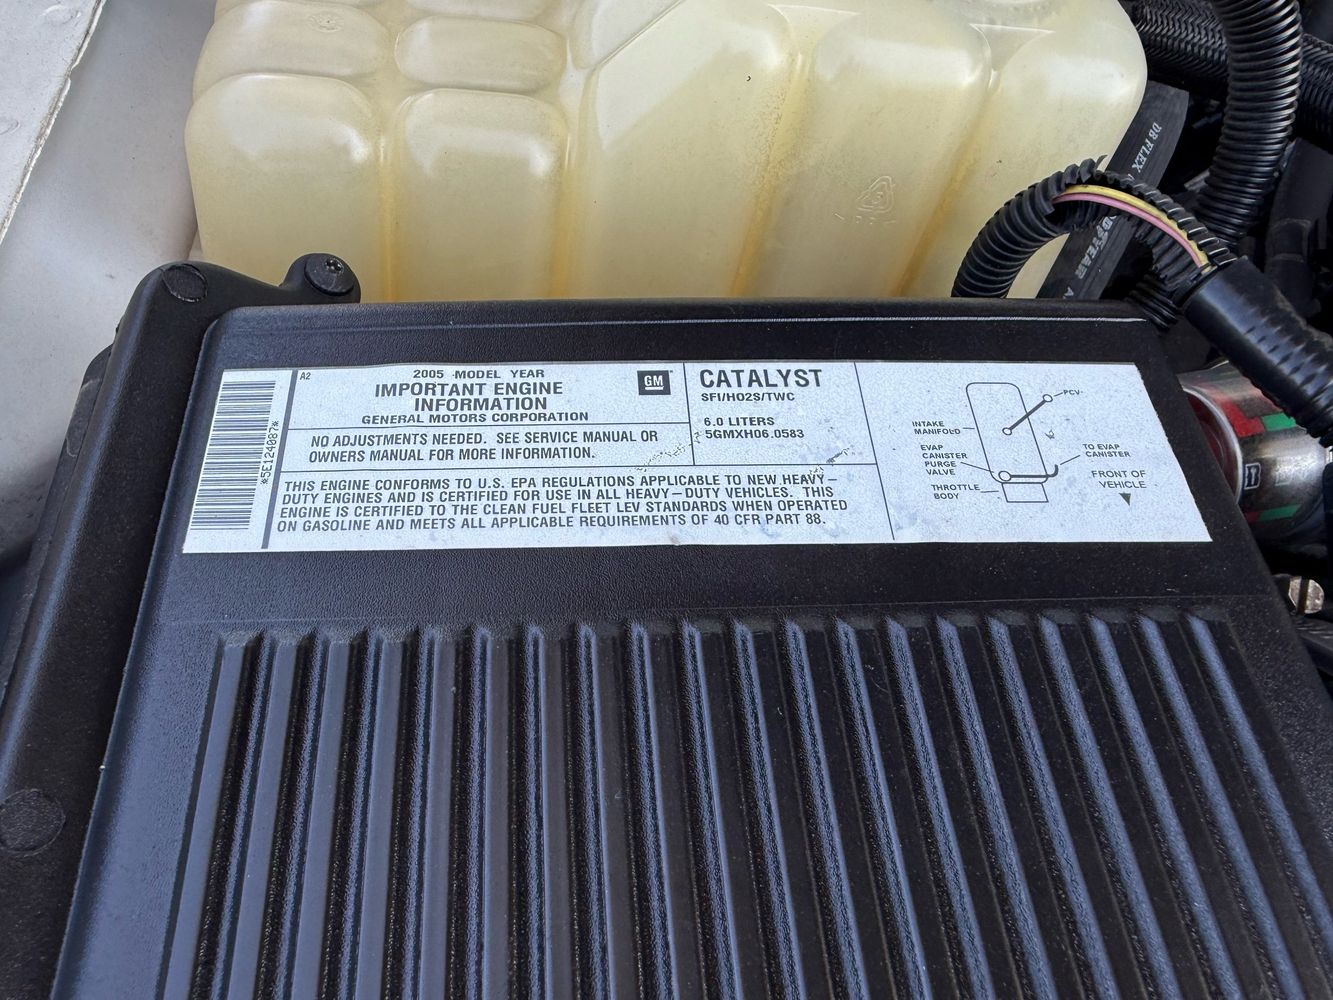 *5E124087*
A2
2005 MODEL YEAR
IMPORTANT ENGINE
INFORMATION
GENERAL MOTORS CORPORATION
GM
NO ADJUSTMENTS NEEDED. SEE SERVICE MANUAL OR
OWNERS MANUAL FOR MORE INFORMATION.
THIS ENGINE CONFORMS TO U.S. EPA REGULATIONS APPLICABLE TO NEW HEAVY-
DUTY ENGINES AND IS CERTIFIED FOR USE IN ALL HEAVY-DUTY VEHICLES. THIS
ENGINE IS CERTIFIED TO THE CLEAN FUEL FLEET LEV STANDARDS WHEN OPERATED
ON GASOLINE AND MEETS ALL APPLICABLE REQUIREMENTS OF 40 CFR PART 88.
CATALYST
SFI/HO2S/TWC
6.0 LITERS
5GMXH06.0583
PCV
INTAKE
MANIFOLD
EVAP
CANISTER
PURGE
VALVE
THROTTLE
BODY
TO EVAP
CANISTER
FRONT OF
VEHICLE
FLEX